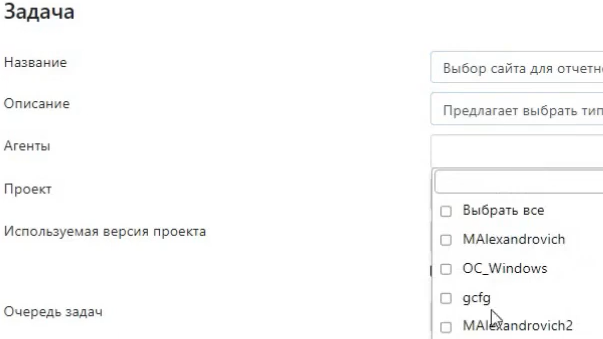 Задача
Название
Выбор сайта для отчетн
Описание
Предлагает выбрать тип
Агенты
Проект
Выбрать все
Используемая версия проекта
MAlexandrovich
OC_Windows
gcfg
Очередь задач
MAlexandrovich2